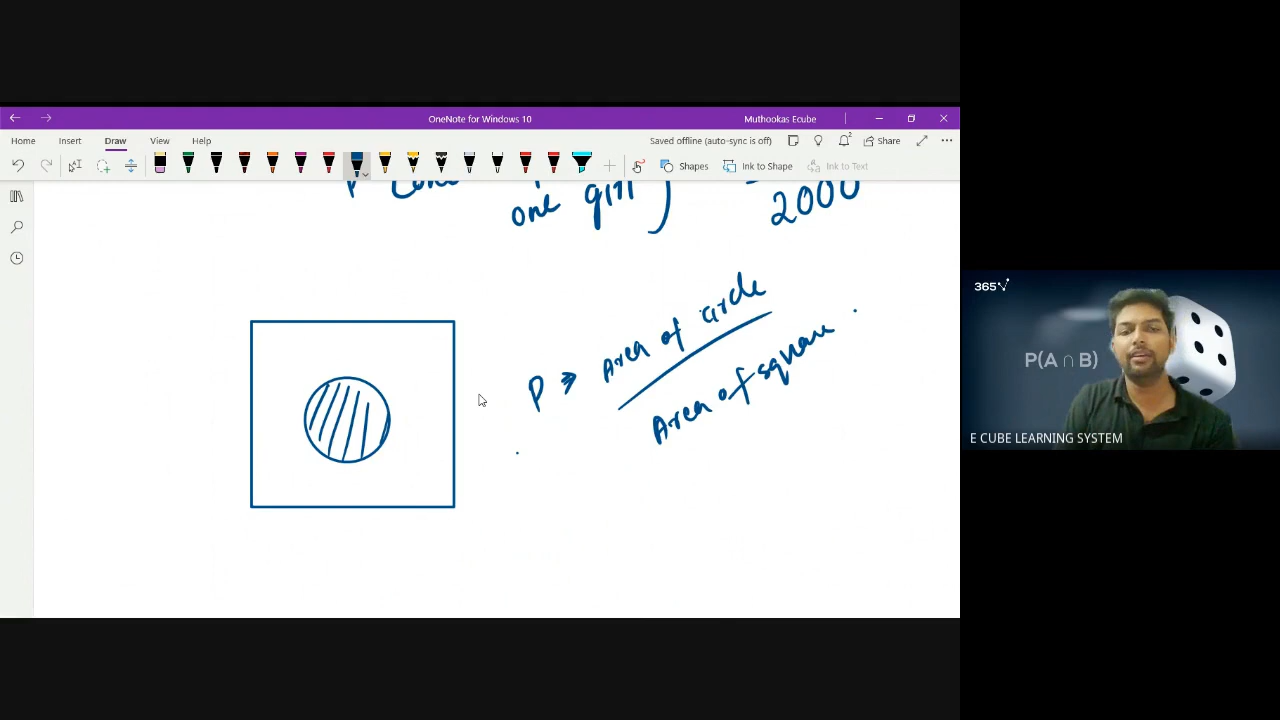 OneNote for Windows 10
Muthookas Ecube
Home Insert Draw View Help
Saved offline (auto-sync is off)
2
Share
Shapes
Ink to Shape
Ink to Text
one girl )
2000
P ⇒ Area of circle
Area of square
365
P(A ∩ B)
E CUBE LEARNING SYSTEM